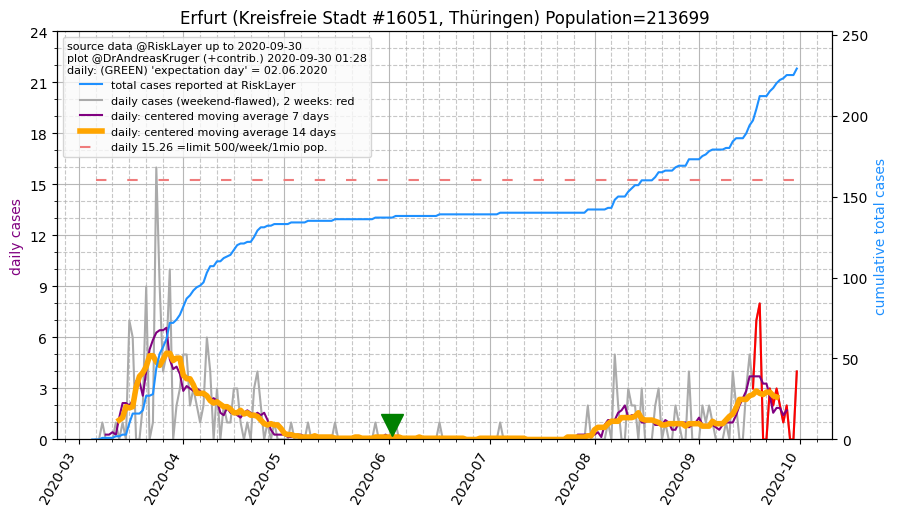 Erfurt (Kreisfreie Stadt #16051, Thüringen) Population=213699
source data @RiskLayer up to 2020-09-30
plot @DrAndreasKruger (+contrib.) 2020-09-30 01:28
daily: (GREEN) 'expectation day' = 02.06.2020
total cases reported at RiskLayer
daily cases (weekend-flawed), 2 weeks: red
daily: centered moving average 7 days
daily: centered moving average 14 days
daily 15.26 =limit 500/week/1mio pop.
daily cases
24
21
18
15
12
9
6
3
0
cumulative total cases
250
200
150
100
50
0
2020-03
2020-04
2020-05
2020-06
2020-07
2020-08
2020-09
2020-10